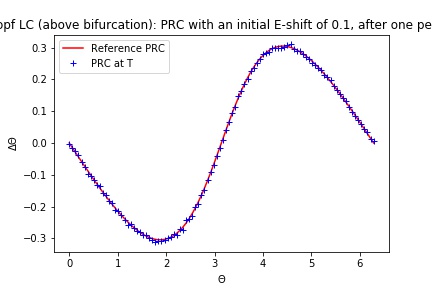 opf LC (above bifurcation): PRC with an initial E-shift of 0.1, after one pe
Reference PRC
PRC at T
0.3
0.2
0.1
0.0
−0.1
−0.2
−0.3
ΔΘ
0 1 2 3 4 5 6
Θ